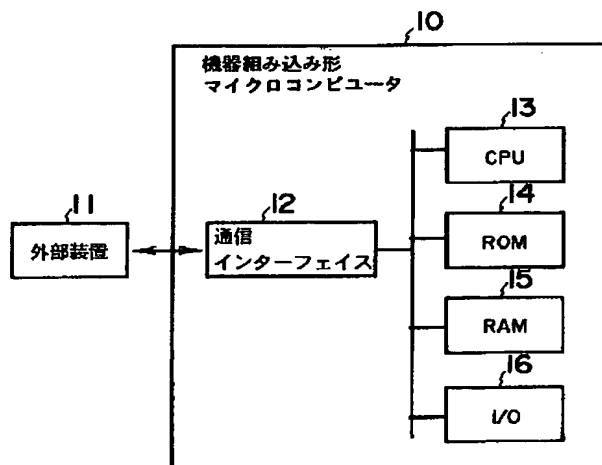 10
機器組み込み形
マイクロコンピュータ
13
CPU
11
外部装置
12
通信
インターフェイス
14
ROM
15
RAM
16
I/O